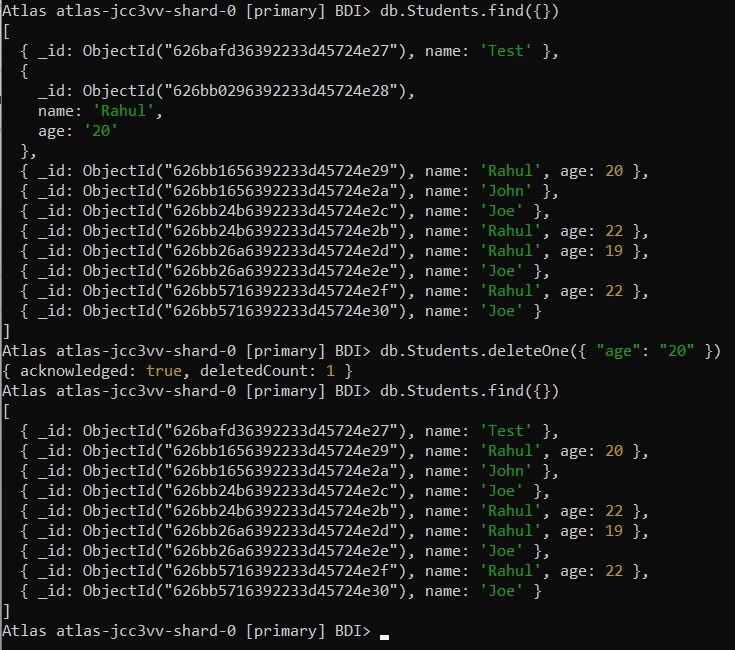 Atlas atlas-jcc3vv-shard-0 [primary] BDI> db.Students.find({})
[
  { _id: ObjectId("626bafd36392233d45724e27"), name: 'Test' },
  {
    _id: ObjectId("626bb0296392233d45724e28"),
    name: 'Rahul',
    age: '20'
  },
  { _id: ObjectId("626bb1656392233d45724e29"), name: 'Rahul', age: 20 },
  { _id: ObjectId("626bb1656392233d45724e2a"), name: 'John' },
  { _id: ObjectId("626bb24b6392233d45724e2c"), name: 'Joe' },
  { _id: ObjectId("626bb24b6392233d45724e2b"), name: 'Rahul', age: 22 },
  { _id: ObjectId("626bb26a6392233d45724e2d"), name: 'Rahul', age: 19 },
  { _id: ObjectId("626bb26a6392233d45724e2e"), name: 'Joe' },
  { _id: ObjectId("626bb5716392233d45724e2f"), name: 'Rahul', age: 22 },
  { _id: ObjectId("626bb5716392233d45724e30"), name: 'Joe' }
]
Atlas atlas-jcc3vv-shard-0 [primary] BDI> db.Students.deleteOne({ "age": "20" })
{ acknowledged: true, deletedCount: 1 }
Atlas atlas-jcc3vv-shard-0 [primary] BDI> db.Students.find({})
[
  { _id: ObjectId("626bafd36392233d45724e27"), name: 'Test' },
  { _id: ObjectId("626bb1656392233d45724e29"), name: 'Rahul', age: 20 },
  { _id: ObjectId("626bb1656392233d45724e2a"), name: 'John' },
  { _id: ObjectId("626bb24b6392233d45724e2c"), name: 'Joe' },
  { _id: ObjectId("626bb24b6392233d45724e2b"), name: 'Rahul', age: 22 },
  { _id: ObjectId("626bb26a6392233d45724e2d"), name: 'Rahul', age: 19 },
  { _id: ObjectId("626bb26a6392233d45724e2e"), name: 'Joe' },
  { _id: ObjectId("626bb5716392233d45724e2f"), name: 'Rahul', age: 22 },
  { _id: ObjectId("626bb5716392233d45724e30"), name: 'Joe' }
]
Atlas atlas-jcc3vv-shard-0 [primary] BDI>